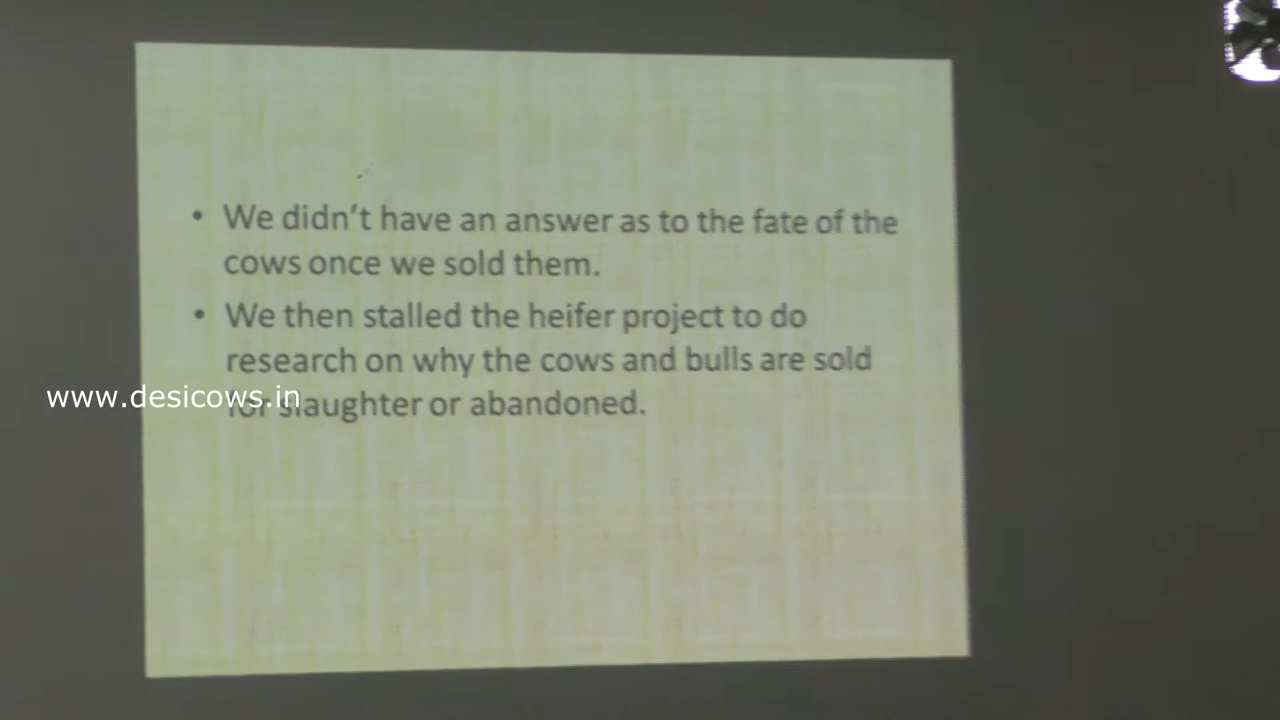 • We didn't have an answer as to the fate of the
cows once we sold them.
• We then stalled the heifer project to do
research on why the cows and bulls are sold
for slaughter or abandoned.
www.desicows.in